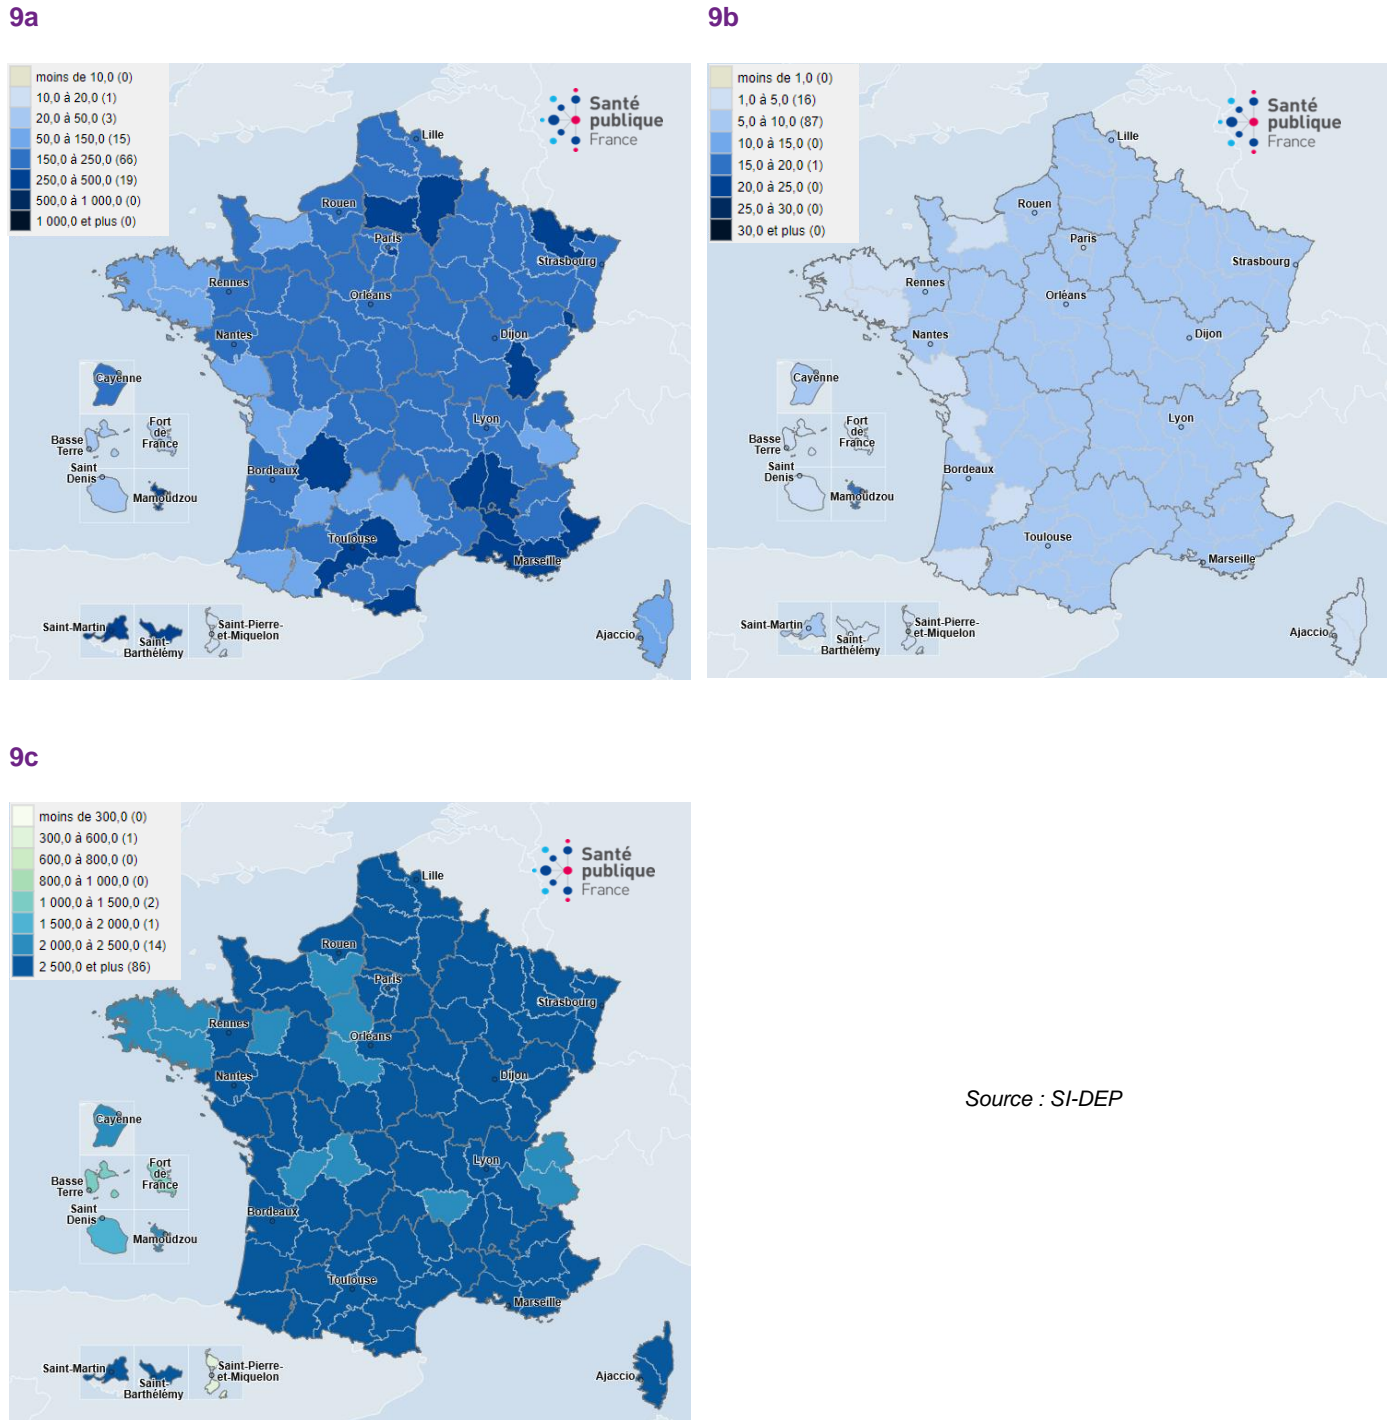 9a
moins de 10,0 (0)
10,0 à 20,0 (1)
20,0 à 50,0 (3)
50,0 à 150,0 (15)
150,0 à 250,0 (66)
250,0 à 500,0 (19)
500,0 à 1 000,0 (0)
1 000,0 et plus (0)
Santé
publique
France
Lille
Rouen
Paris
Strasbourg
Rennes
Orléans
Nantes
Dijon
Cayenne
Lyon
Basse
Terre
Fort
de
France
Saint
Denis
Mamoudzou
Bordeaux
Toulouse
Marseille
Saint-Martin
Saint-
Barthélémy
Saint-Pierre-
et-Miquelon
Ajaccio
9b
moins de 1,0 (0)
1,0 à 5,0 (16)
5,0 à 10,0 (87)
10,0 à 15,0 (0)
15,0 à 20,0 (1)
20,0 à 25,0 (0)
25,0 à 30,0 (0)
30,0 et plus (0)
Santé
publique
France
Lille
Rouen
Paris
Strasbourg
Rennes
Orléans
Nantes
Dijon
Cayenne
Lyon
Basse
Terre
Fort
de
France
Saint
Denis
Mamoudzou
Bordeaux
Toulouse
Marseille
Saint-Martin
Saint-
Barthélémy
Saint-Pierre-
et-Miquelon
Ajaccio
9c
moins de 300,0 (0)
300,0 à 600,0 (1)
600,0 à 800,0 (0)
800,0 à 1 000,0 (0)
1 000,0 à 1 500,0 (2)
1 500,0 à 2 000,0 (1)
2 000,0 à 2 500,0 (14)
2 500,0 et plus (86)
Santé
publique
France
Lille
Rouen
Paris
Strasbourg
Rennes
Orléans
Nantes
Dijon
Cayenne
Lyon
Basse
Terre
Fort
de
France
Saint
Denis
Mamoudzou
Bordeaux
Toulouse
Marseille
Saint-Martin
Saint-
Barthélémy
Saint-Pierre-
et-Miquelon
Ajaccio
Source : SI-DEP